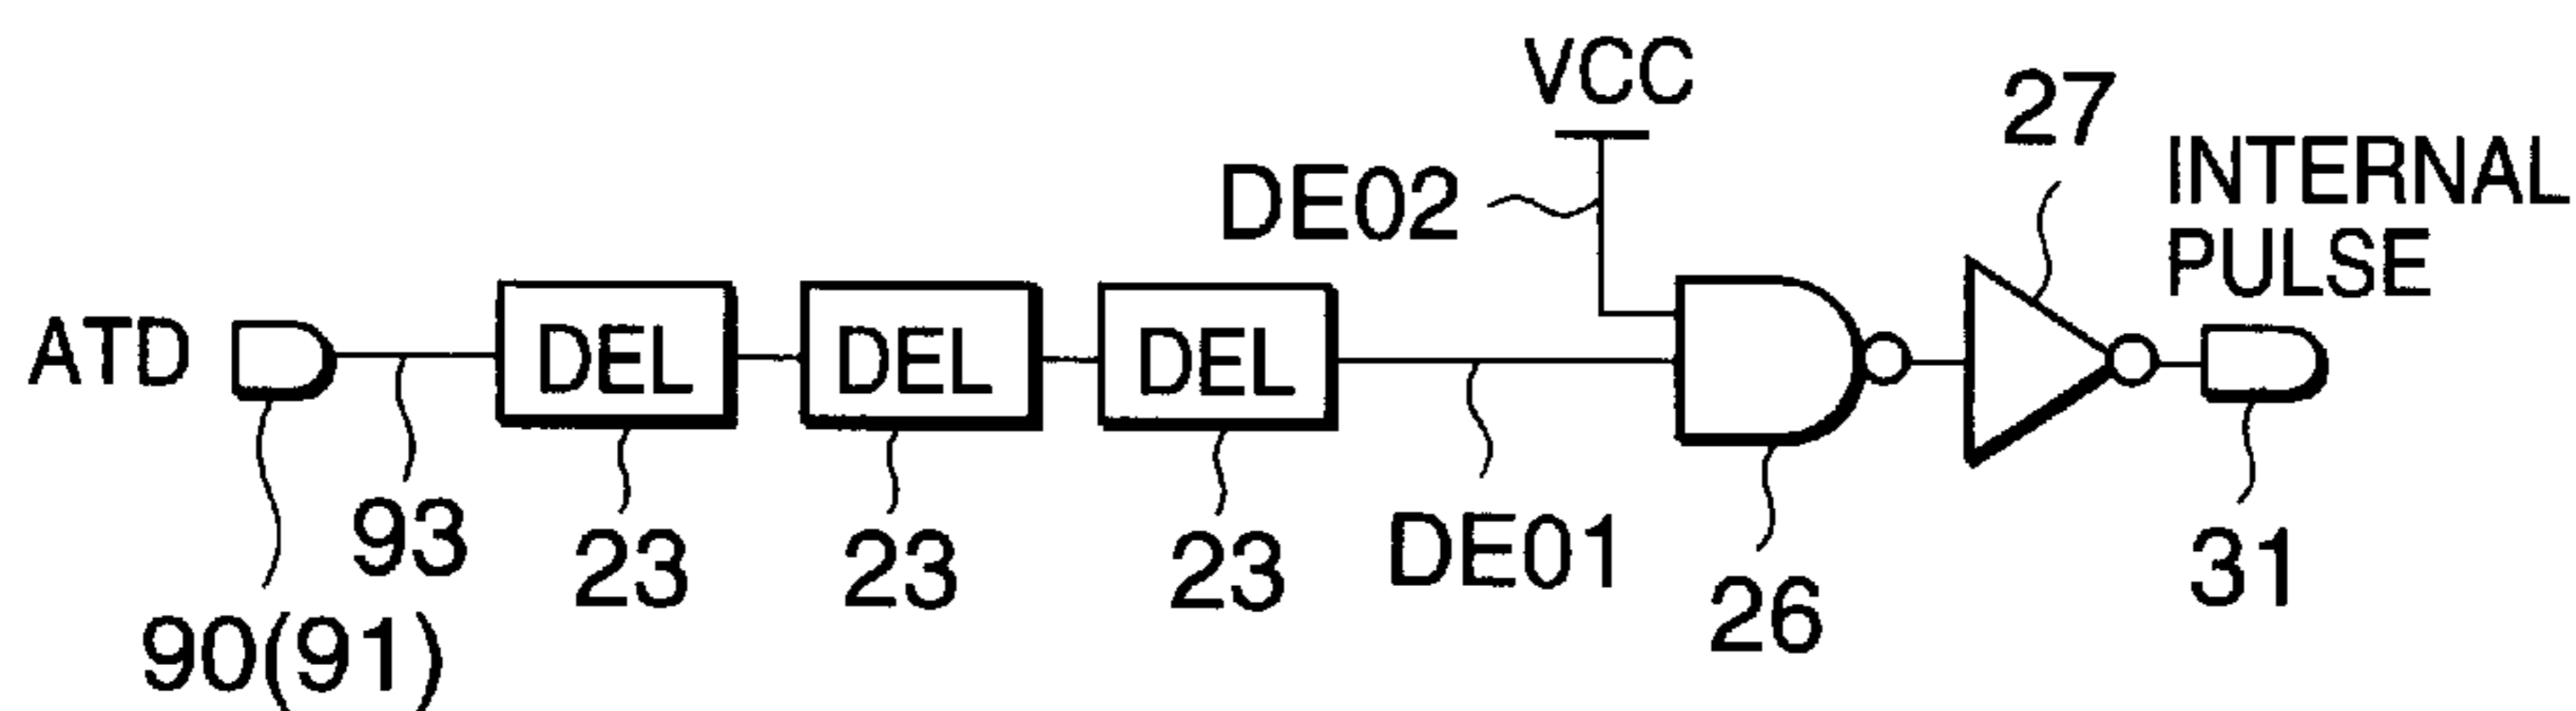 VCC
27
INTERNAL
PULSE
DE02
ATD
DEL
DEL
DEL
93
23
23
23
DE01
26
31
90(91)